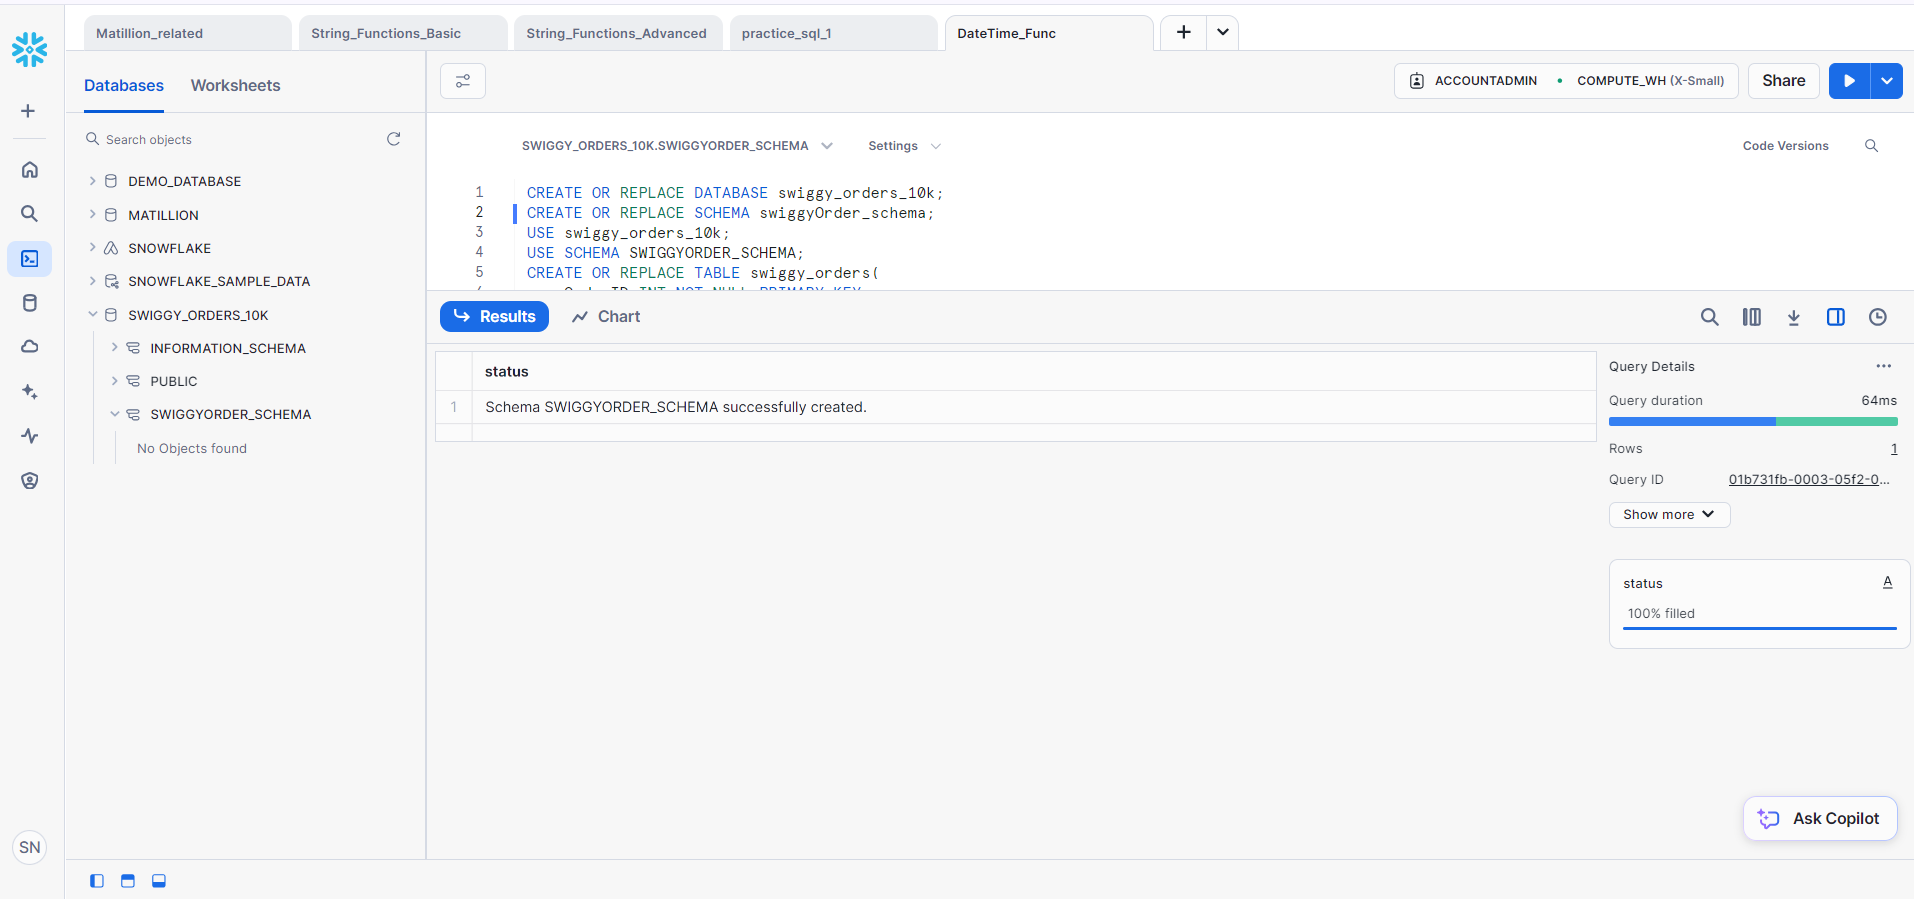 Matillion_related
String_Functions_Basic
String_Functions_Advanced
practice_sql_1
DateTime_Func
Databases
Worksheets
ACCOUNTADMIN
COMPUTE_WH (X-Small)
Share
Search objects
DEMO_DATABASE
MATILLION
SNOWFLAKE
SNOWFLAKE_SAMPLE_DATA
SWIGGY_ORDERS_10K
INFORMATION_SCHEMA
PUBLIC
SWIGGYORDER_SCHEMA
No Objects found
SN
SWIGGY_ORDERS_10K.SWIGGYORDER_SCHEMA
Settings
Code Versions
1 CREATE OR REPLACE DATABASE swiggy_orders_10k;
2 CREATE OR REPLACE SCHEMA swiggyOrder_schema;
3 USE swiggy_orders_10k;
4 USE SCHEMA SWIGGYORDER_SCHEMA;
5 CREATE OR REPLACE TABLE swiggy_orders(
Results
Chart
status
1 Schema SWIGGYORDER_SCHEMA successfully created.
Query Details
Query duration 64ms
Rows 1
Query ID 01b731fb-0003-05f2-0...
Show more
status A
100% filled
Ask Copilot